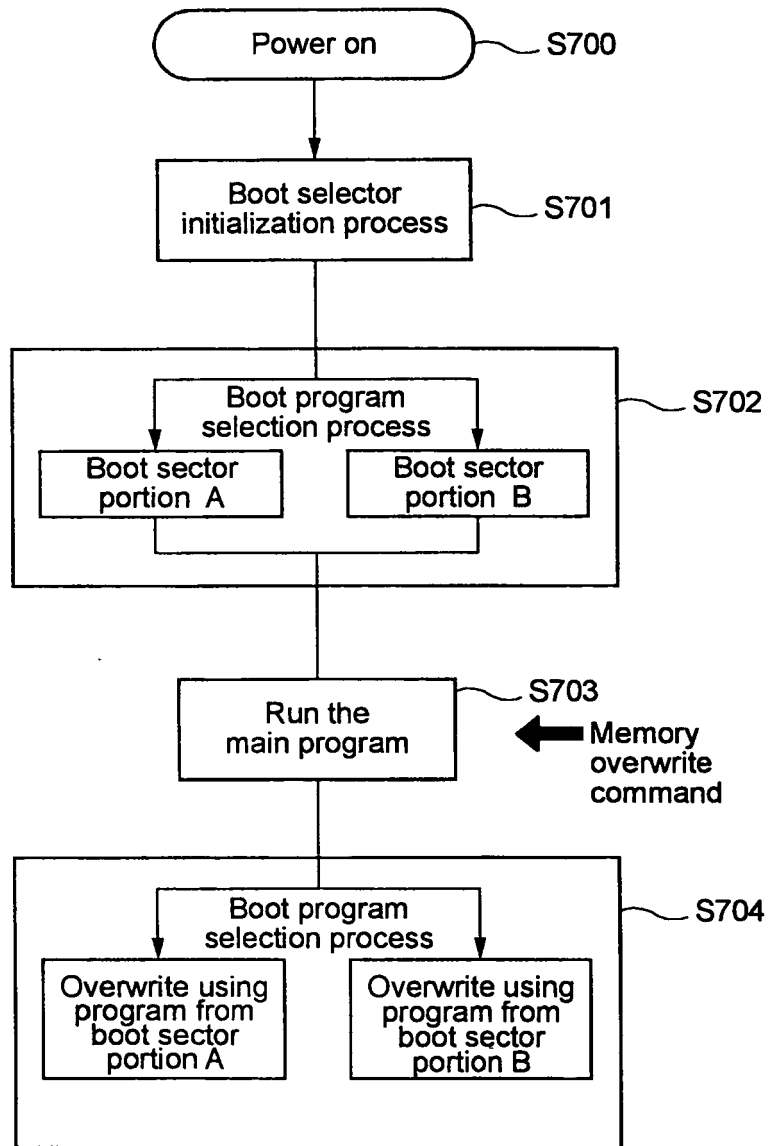 Power on
S700
Boot selector
initialization process
S701
Boot program
selection process
S702
Boot sector
portion A
Boot sector
portion B
Run the
main program
S703
Memory
overwrite
command
Boot program
selection process
S704
Overwrite using
program from
boot sector
portion A
Overwrite using
program from
boot sector
portion B